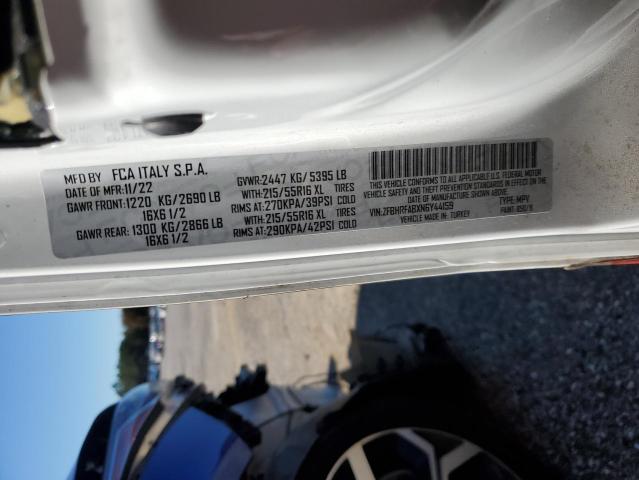 MFD BY FCA ITALY S.P.A.
DATE OF MFR:11/22
GAWR FRONT:1220 KG/2690 LB
16X6 1/2
GAWR REAR: 1300 KG/2866 LB
16X6 1/2
GVWR:2447 KG/5395 LB
WITH:215/55R16 XL TIRES
RIMS AT:270KPA/39PSI COLD
WITH:215/55R16 XL TIRES
RIMS AT:290KPA/42PSI COLD
THIS VEHICLE CONFORMS TO ALL APPLICABLE U.S. FEDERAL MOTOR
VEHICLE SAFETY STANDARDS IN EFFECT ON THE
DATE OF MANUFACTURE SHOWN ABOVE.
VIN: TYPE:MPV
VEHICLE MADE IN: TURKEY PAINT: